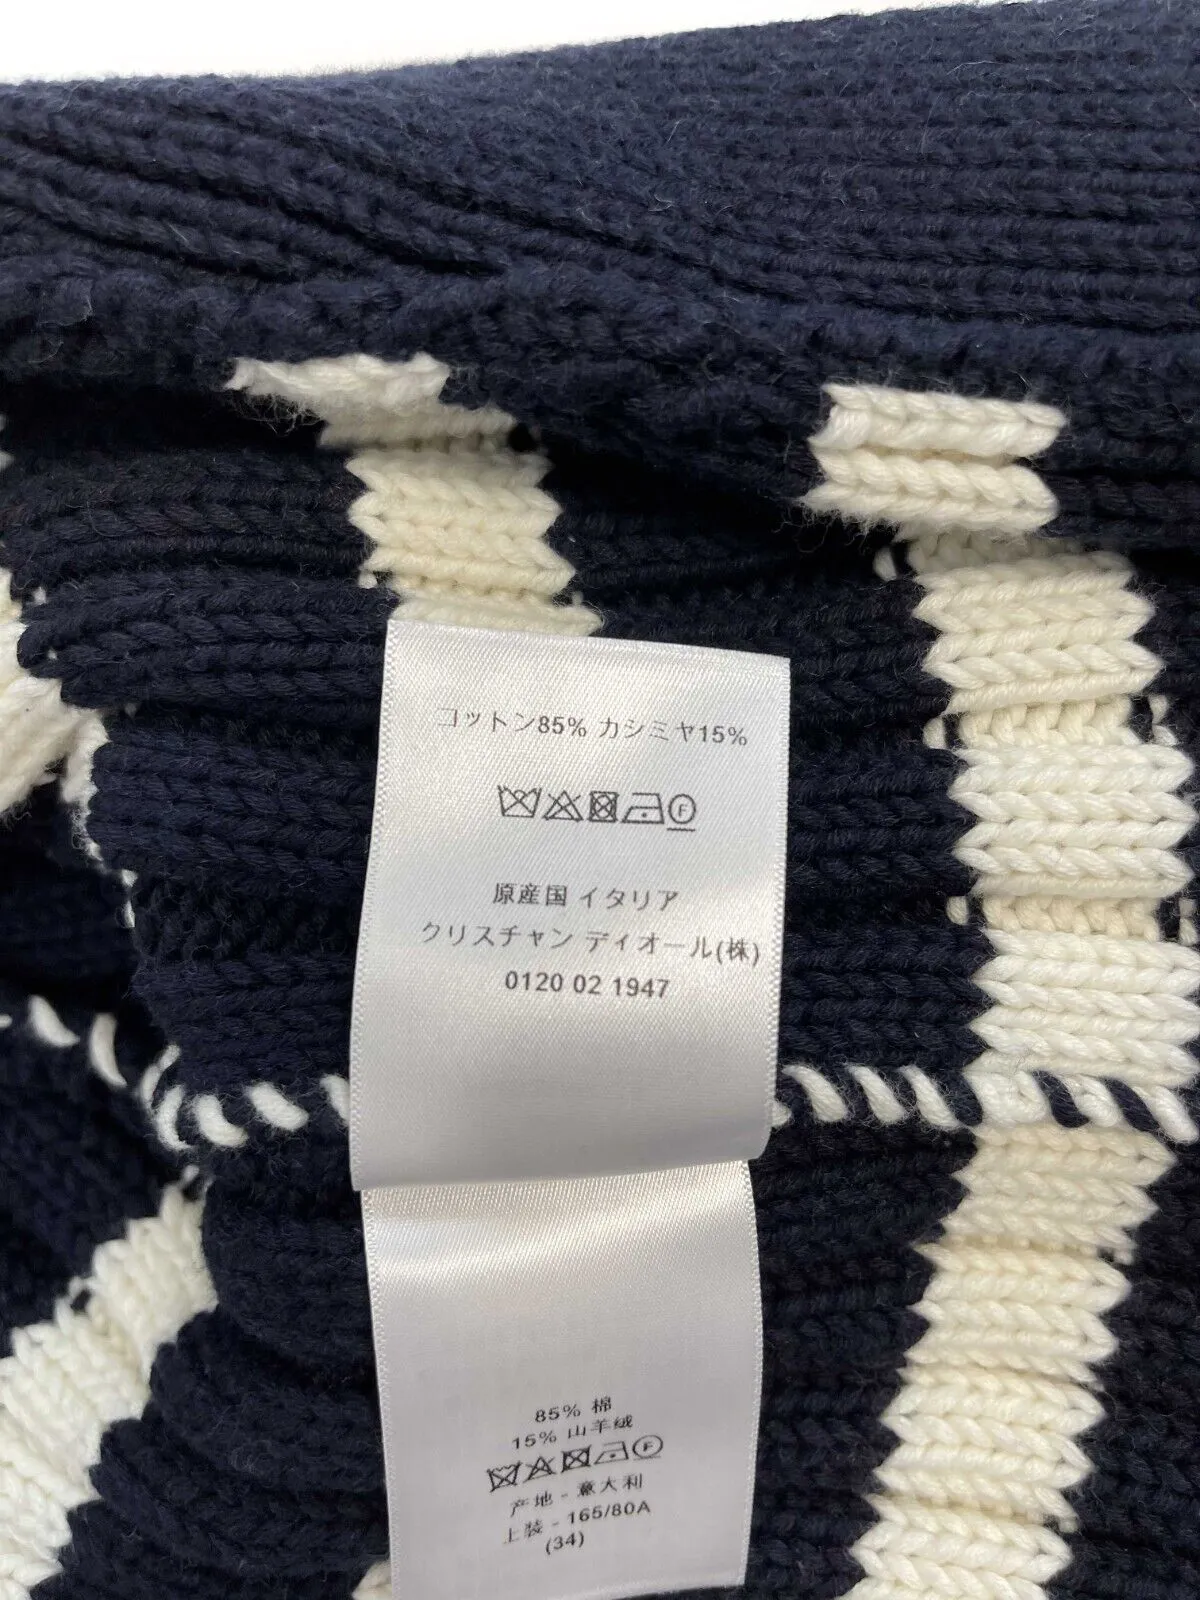 コットン85% カシミヤ15%
F
原産国 イタリア
クリスチャン ディオール(株)
0120 02 1947
85% 棉
15% 山羊绒
F
产地 - 意大利
上装 - 165/80A
(34)